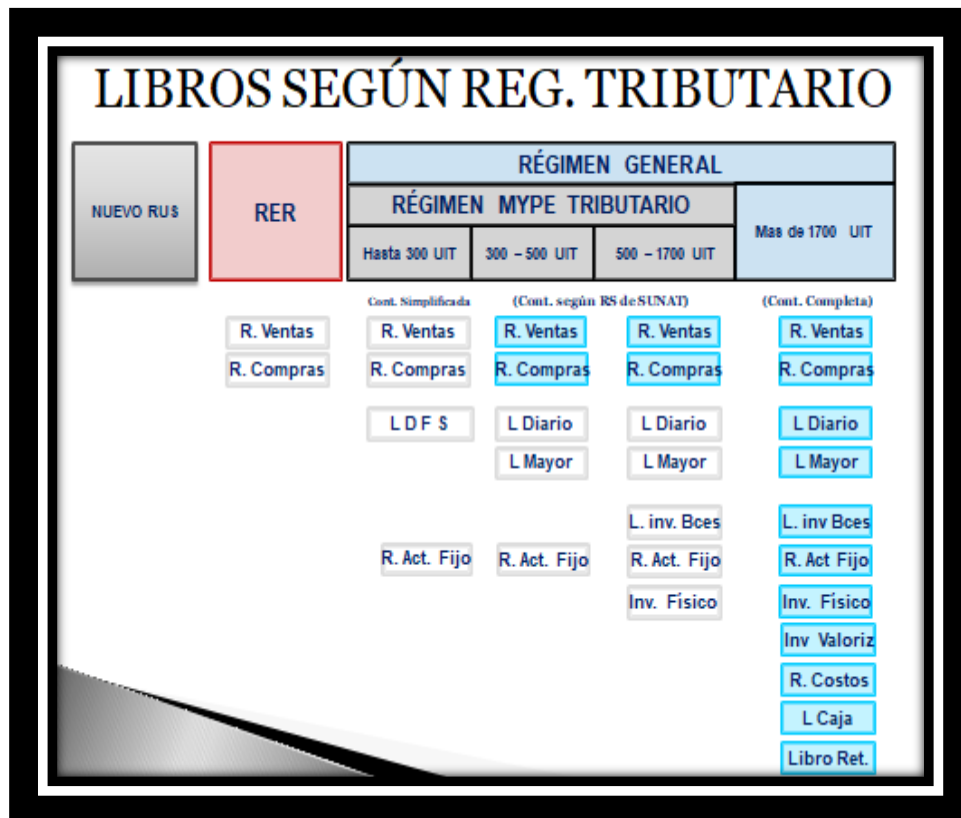 LIBROS SEGÚN REG. TRIBUTARIO
NUEVO RUS
RER
RÉGIMEN GENERAL
RÉGIMEN MYPE TRIBUTARIO
Mas de 1700 UIT
Hasta 300 UIT
300 – 500 UIT
500 – 1700 UIT
Cont. Simplificada
(Cont. según RS de SUNAT)
(Cont. Completa)
R. Ventas
R. Ventas
R. Ventas
R. Ventas
R. Ventas
R. Compras
R. Compras
R. Compras
R. Compras
R. Compras
L D F S
L Diario
L Diario
L Diario
L Mayor
L Mayor
L Mayor
L. inv. Bces
L. inv Bces
R. Act. Fijo
R. Act. Fijo
R. Act. Fijo
R. Act Fijo
Inv. Físico
Inv. Físico
Inv Valoriz
R. Costos
L Caja
Libro Ret.